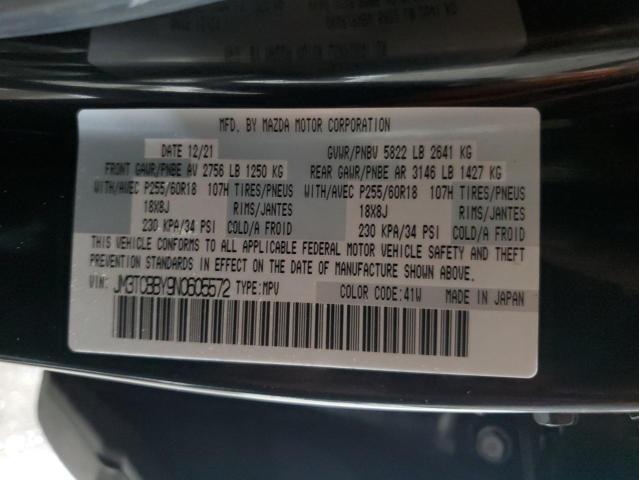 MFD. BY MAZDA MOTOR CORPORATION
DATE 12/21 GVWR/PNBV 5822 LB 2641 KG
FRONT GAWR/PNBE AV 2756 LB 1250 KG REAR GAWR/PNBE AR 3146 LB 1427 KG
WITH/AVEC P255/60R18 107H TIRES/PNEUS WITH/AVEC P255/60R18 107H TIRES/PNEUS
18X8J RIMS/JANTES 18X8J RIMS/JANTES
230 KPA/34 PSI COLD/A FROID 230 KPA/34 PSI COLD/A FROID
THIS VEHICLE CONFORMS TO ALL APPLICABLE FEDERAL MOTOR VEHICLE SAFETY AND THEFT
PREVENTION STANDARDS IN EFFECT ON THE DATE OF MANUFACTURE SHOWN ABOVE.
VIN: JM3TCBBY9N0605572 TYPE:MPV COLOR CODE:41W MADE IN JAPAN